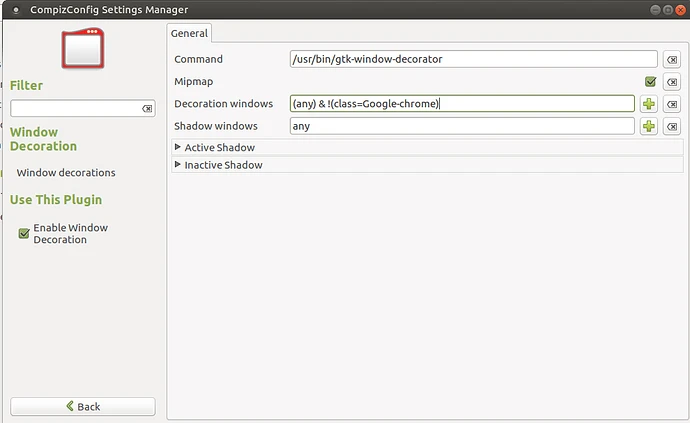 CompizConfig Settings Manager
Filter
Window
Decoration
Window decorations
Use This Plugin
Enable Window
Decoration
Back
General
Command /usr/bin/gtk-window-decorator
Mipmap
Decoration windows (any) & !(class=Google-chrome)
Shadow windows any
Active Shadow
Inactive Shadow